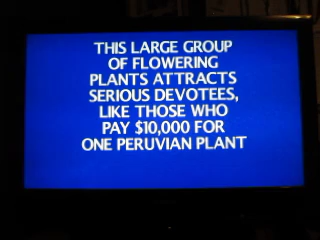 THIS LARGE GROUP
OF FLOWERING
PLANTS ATTRACTS
SERIOUS DEVOTEES,
LIKE THOSE WHO
PAY $10,000 FOR
ONE PERUVIAN PLANT